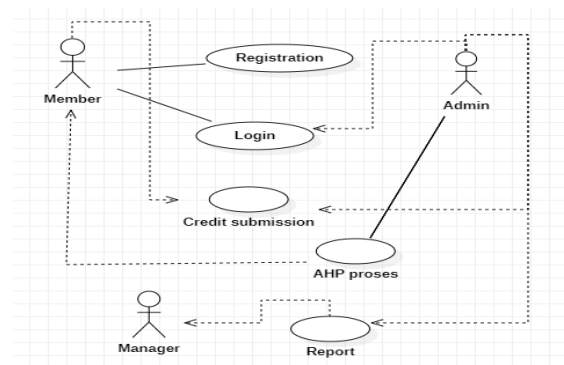 Registration
Member
Admin
Login
Credit submission
AHP proses
Manager
Report